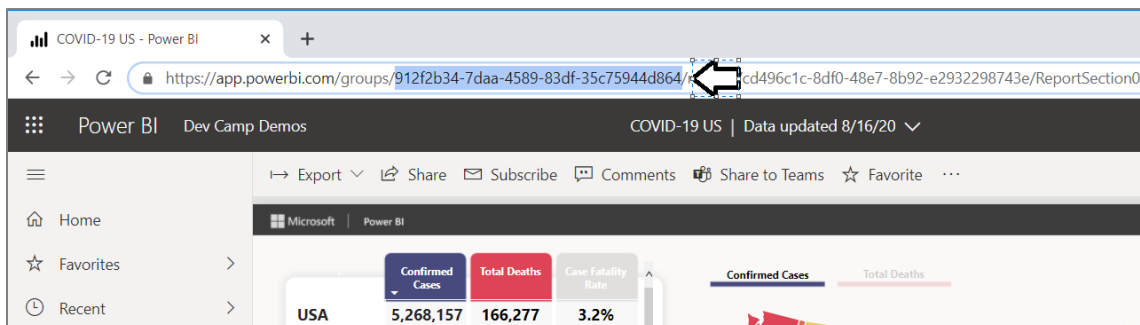 COVID-19 US - Power BI
https://app.powerbi.com/groups/912f2b34-7daa-4589-83df-35c75944d864/ cd496c1c-8df0-48e7-8b92-e2932298743e/ReportSection0
Power BI Dev Camp Demos COVID-19 US | Data updated 8/16/20
Export Share Subscribe Comments Share to Teams Favorite ...
Home
Microsoft | Power BI
Favorites
Confirmed Cases
Total Deaths
Case Fatality Rate
Confirmed Cases
Total Deaths
Recent
USA 5,268,157 166,277 3.2%